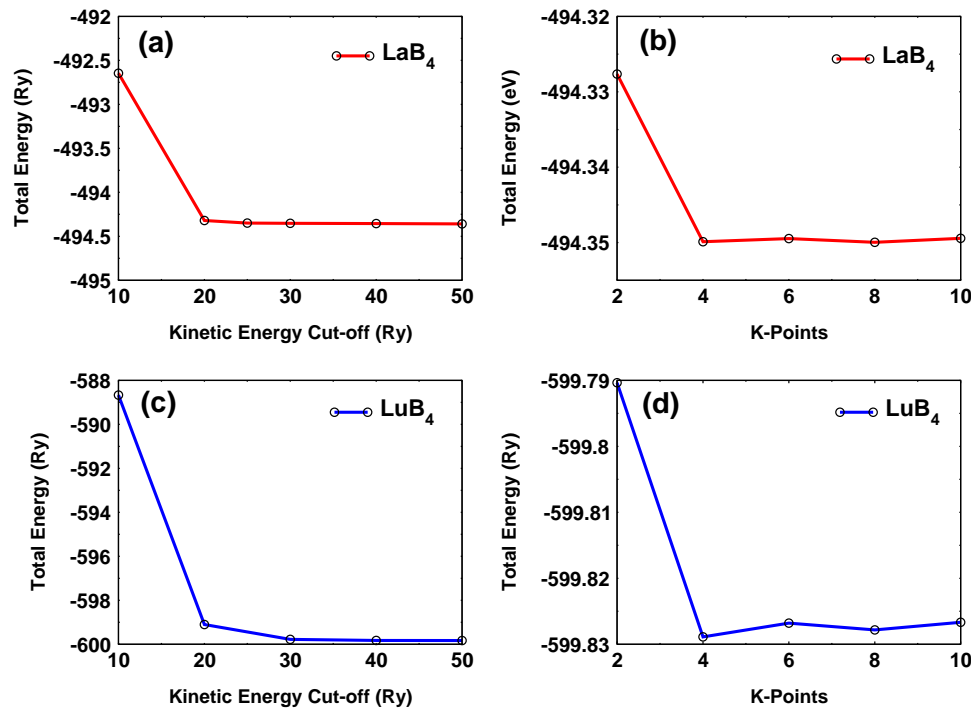 (a)
LaB4
Total Energy (Ry)
-492
-492.5
-493
-493.5
-494
-494.5
-495
10 20 30 40 50
Kinetic Energy Cut-off (Ry)
(b)
LaB4
Total Energy (eV)
-494.32
-494.33
-494.34
-494.35
2 4 6 8 10
K-Points
(c)
LuB4
Total Energy (Ry)
-588
-590
-592
-594
-596
-598
-600
10 20 30 40 50
Kinetic Energy Cut-off (Ry)
(d)
LuB4
Total Energy (Ry)
-599.79
-599.8
-599.81
-599.82
-599.83
2 4 6 8 10
K-Points